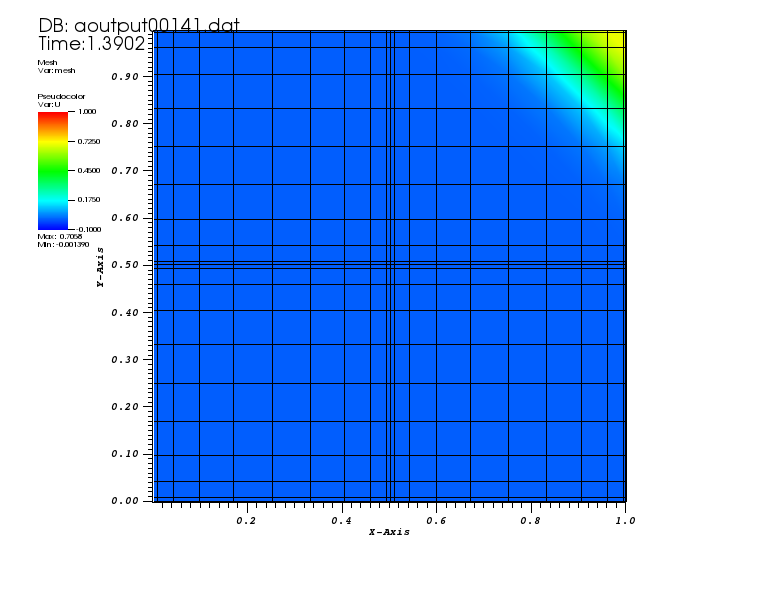 DB: aoutput00141.dat
Time:1.3902
Mesh
Var: mesh
Pseudocolor
Var: U
1.000
0.7250
0.4500
0.1750
-0.1000
Max: 0.7058
Min: -0.001390
0.90
0.80
0.70
0.60
0.50
0.40
0.30
0.20
0.10
0.00
Y-Axis
0.2 0.4 0.6 0.8 1.0
X-Axis